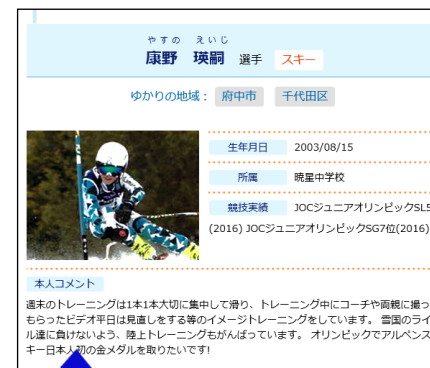 やすの えいじ
康野 瑛嗣 選手 スキー
ゆかりの地域： 府中市 千代田区
生年月日 2003/08/15
所属 暁星中学校
競技実績 JOCジュニアオリンピックSL5
(2016) JOCジュニアオリンピックSG7位(2016)
本人コメント
週末のトレーニングは1本1本大切に集中して滑り、トレーニング中にコーチや両親に撮っ
もらったビデオ平日は見直しをする等のイメージトレーニングをしています。 雪国のライ
ル達に負けないよう、陸上トレーニングもがんばっています。 オリンピックでアルペンス
キー日本人初の金メダルを取りたいです!